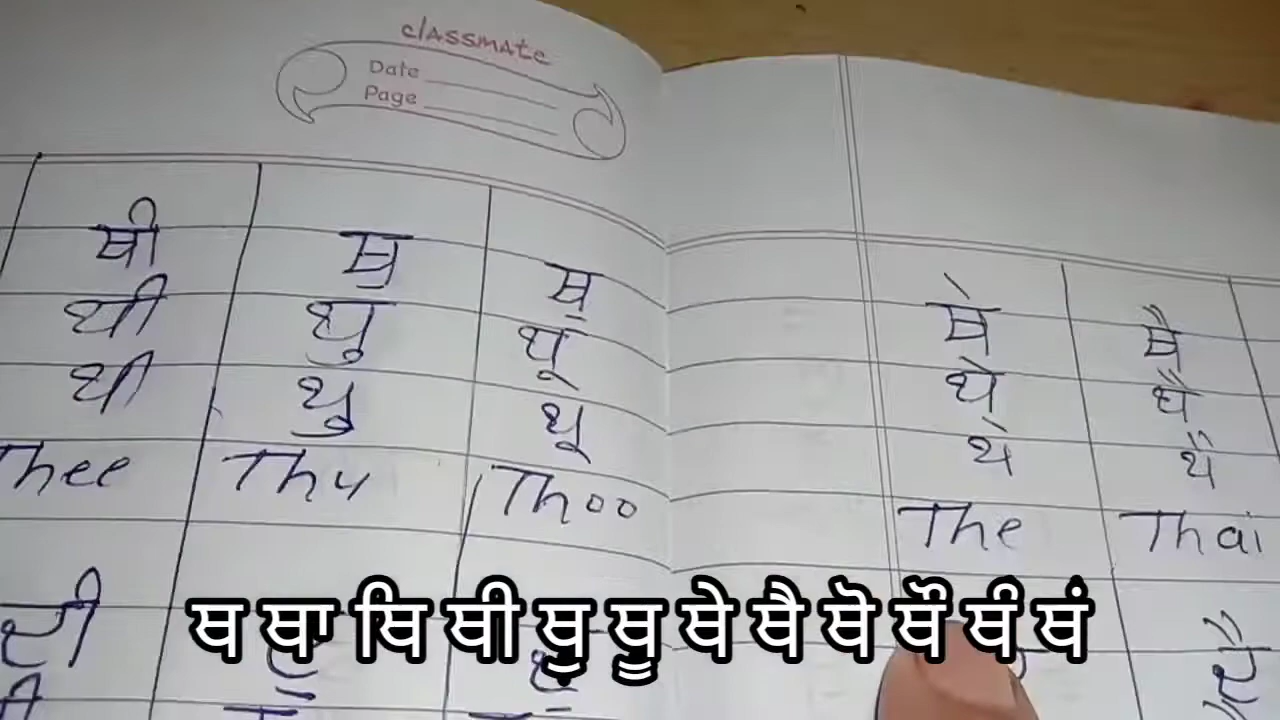 classmate
Date
Page
ਥੀ ਥੁ ਥੂ ਥੇ ਥੈ
थी थु थू थे थै
थी थु थू थे थै
Thee Thu Thoo The Thai
ਥ ਥਾ ਥਿ ਥੀ ਥੁ ਥੂ ਥੇ ਥੈ ਥੋ ਥੌ ਥੰ ਥਂ
ਦੀ